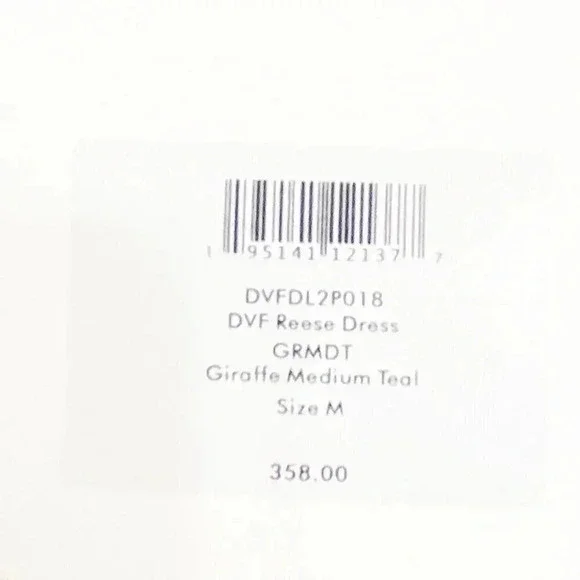 1 95141 12137 7
DVFDL2P018
DVF Reese Dress
GRMDT
Giraffe Medium Teal
Size M
358.00